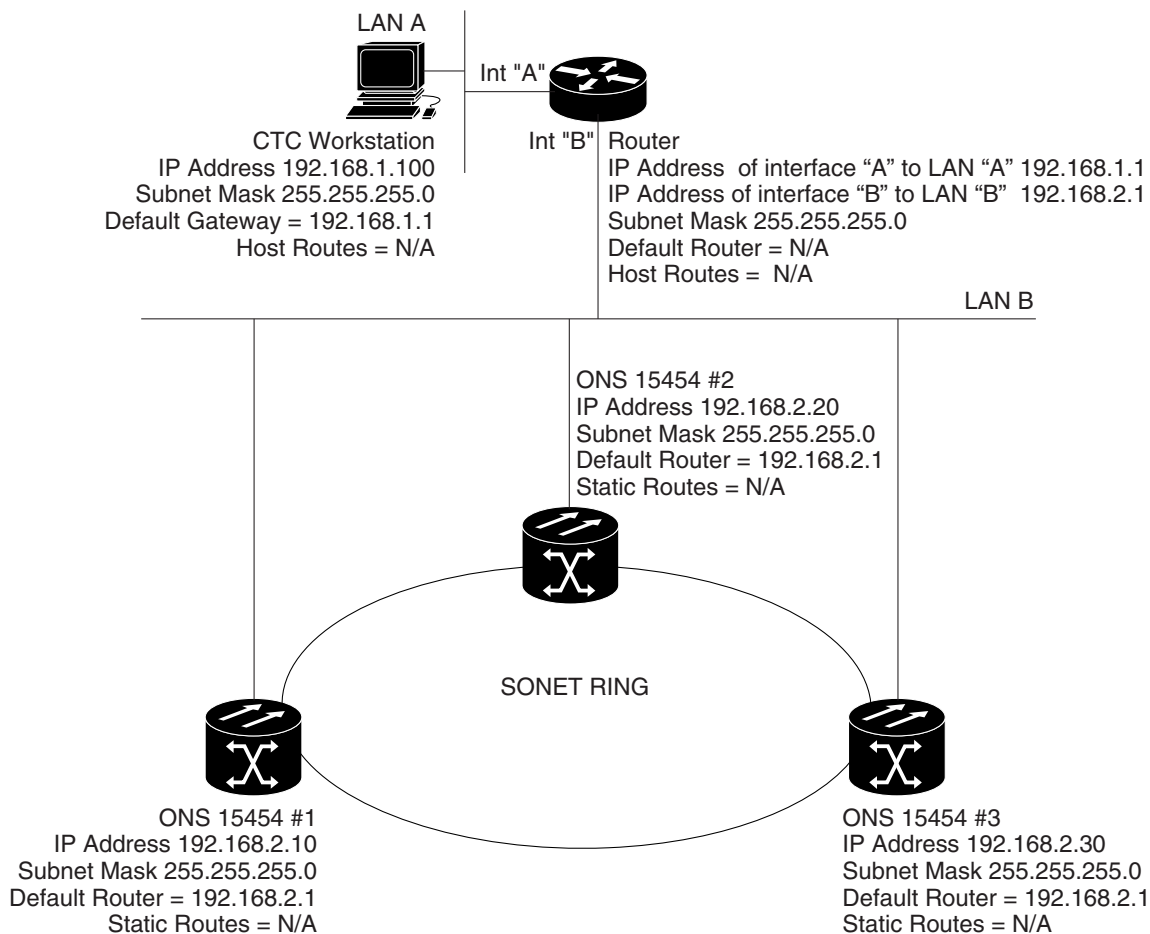 LAN A
Int "A"
CTC Workstation
IP Address 192.168.1.100
Subnet Mask 255.255.255.0
Default Gateway = 192.168.1.1
Host Routes = N/A
Int "B"
Router
IP Address of interface “A” to LAN “A” 192.168.1.1
IP Address of interface “B” to LAN “B” 192.168.2.1
Subnet Mask 255.255.255.0
Default Router = N/A
Host Routes = N/A
LAN B
ONS 15454 #2
IP Address 192.168.2.20
Subnet Mask 255.255.255.0
Default Router = 192.168.2.1
Static Routes = N/A
SONET RING
ONS 15454 #1
IP Address 192.168.2.10
Subnet Mask 255.255.255.0
Default Router = 192.168.2.1
Static Routes = N/A
ONS 15454 #3
IP Address 192.168.2.30
Subnet Mask 255.255.255.0
Default Router = 192.168.2.1
Static Routes = N/A